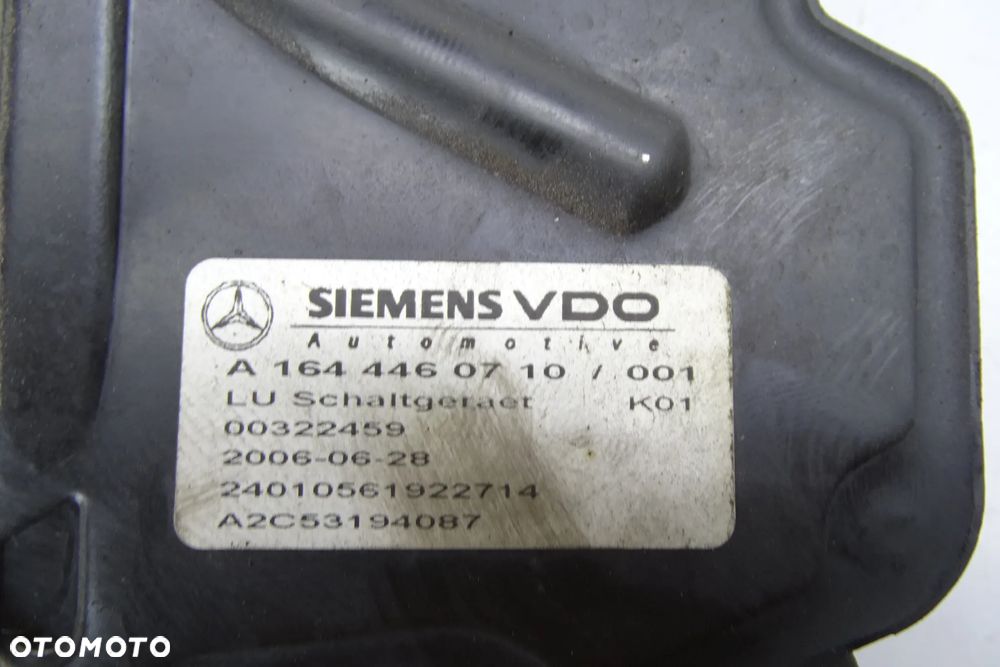 SIEMENS VDO
Automotive
A 164 446 07 10 / 001
LU Schaltgeraet K01
00322459
2006-06-28
24010561922714
A2C53194087
OTOMOTO